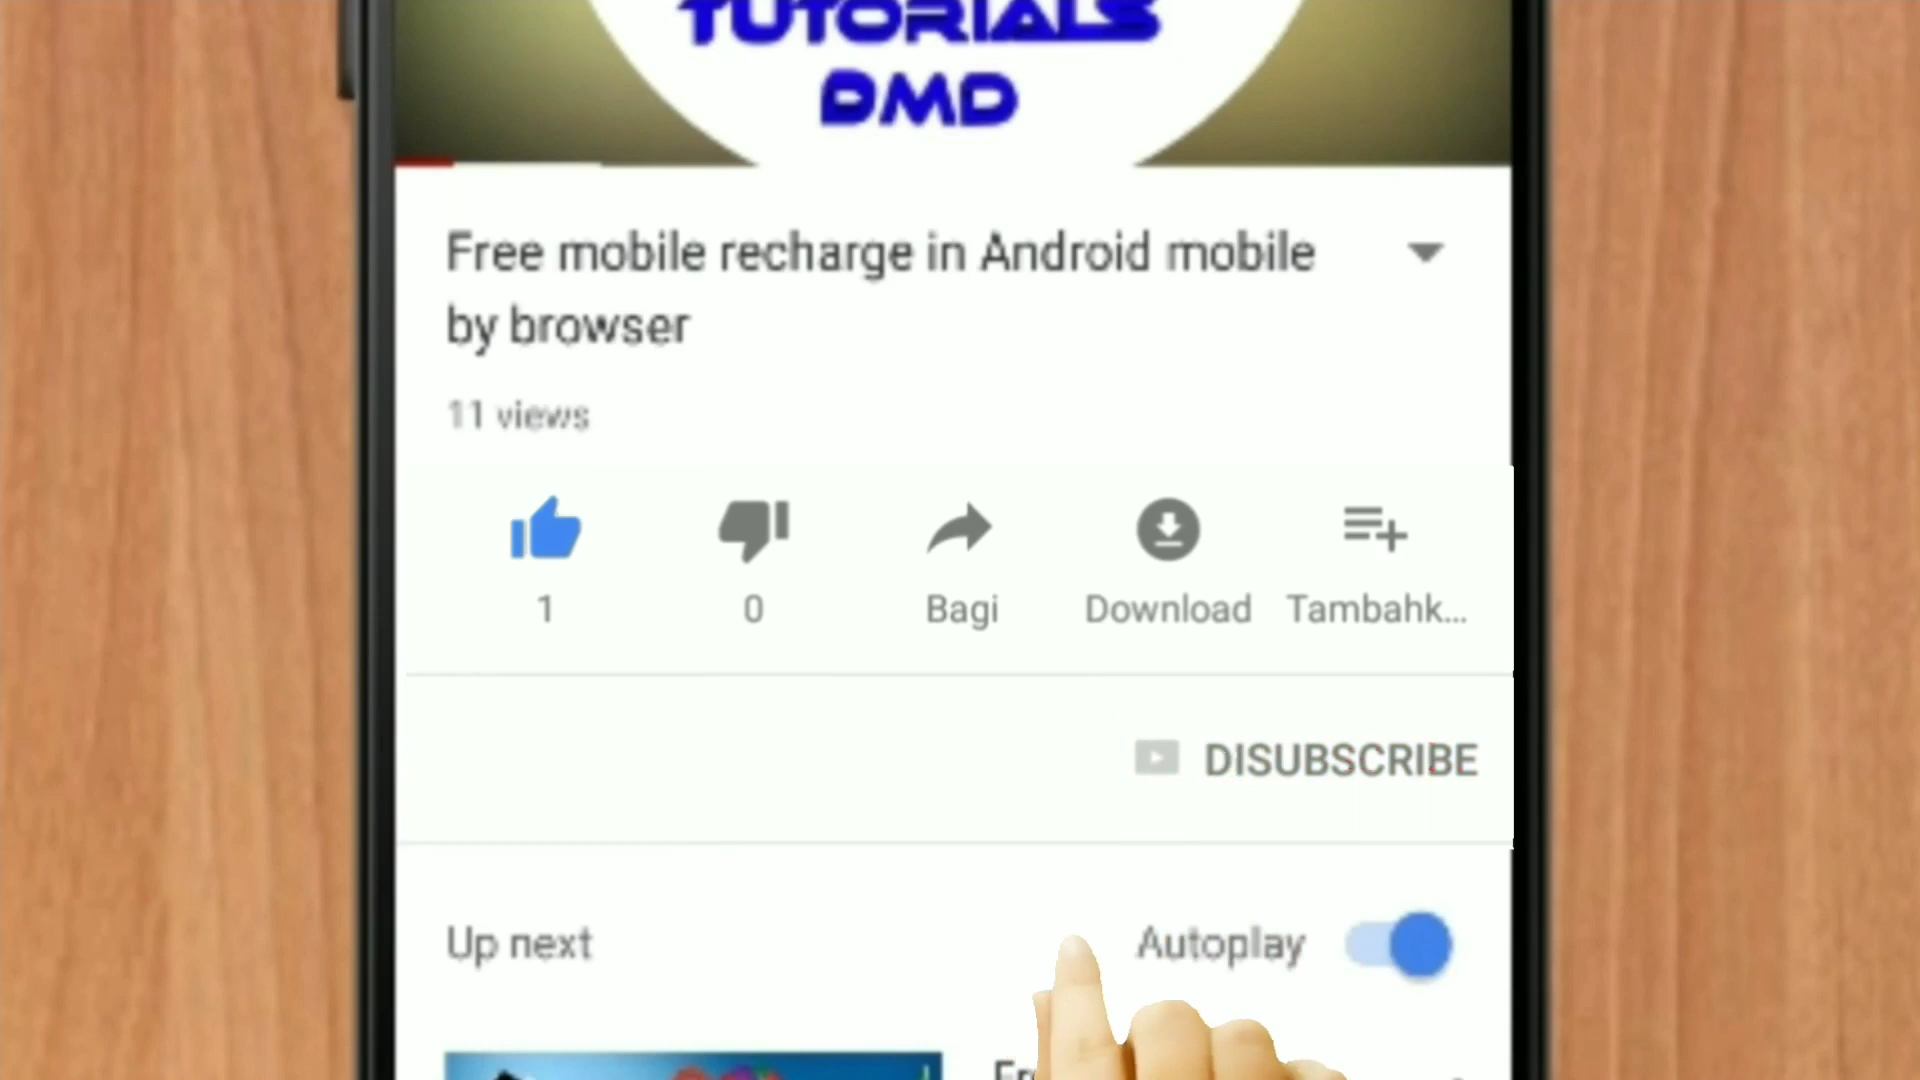 TUTORIALS
DMD
Free mobile recharge in Android mobile
by browser
11 views
1 0 Bagi Download Tambahk...
DISUBSCRIBE
Up next Autoplay